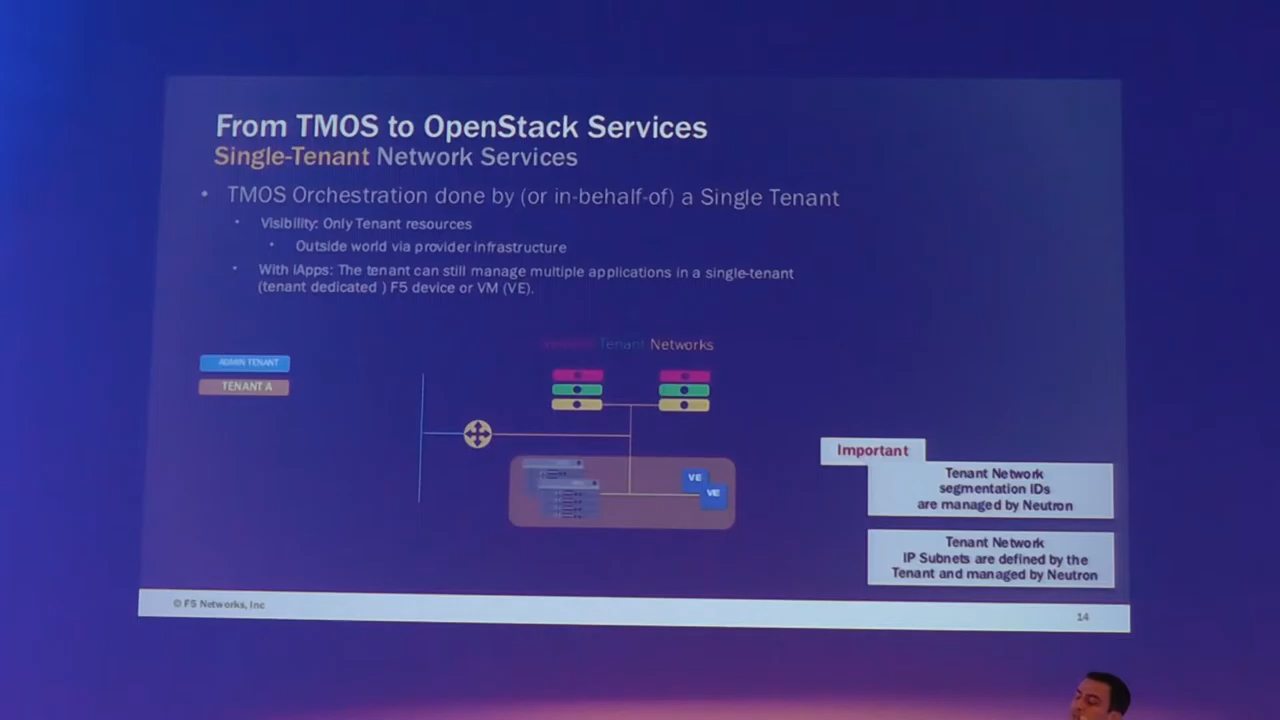 From TMOS to OpenStack Services
Single-Tenant Network Services
• TMOS Orchestration done by (or in-behalf-of) a Single Tenant
• Visibility: Only Tenant resources
• Outside world via provider infrastructure
• With iApps: The tenant can still manage multiple applications in a single-tenant
(tenant dedicated ) F5 device or VM (VE).
Tenant Networks
ADMIN TENANT
TENANT A
VE
VE
Important
Tenant Network
segmentation IDs
are managed by Neutron
Tenant Network
IP Subnets are defined by the
Tenant and managed by Neutron
© F5 Networks, Inc
14